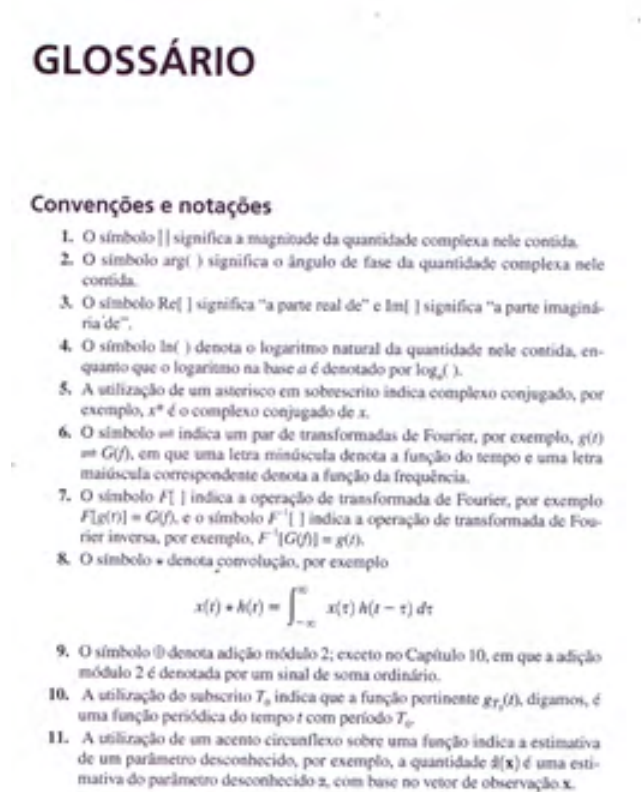 GLOSSÁRIO
Convenções e notações
1. O símbolo | | significa a magnitude da quantidade complexa nele contida.
2. O símbolo arg( ) significa o ângulo de fase da quantidade complexa nele
contida.
3. O símbolo Re[ ] significa “a parte real de” e Im[ ] significa “a parte imaginá-
ria de”.
4. O símbolo ln( ) denota o logaritmo natural da quantidade nele contida, en-
quanto que o logaritmo na base a é denotado por logₐ( ).
5. A utilização de um asterisco em sobrescrito indica complexo conjugado, por
exemplo, x* é o complexo conjugado de x.
6. O símbolo ⇌ indica um par de transformadas de Fourier, por exemplo, g(t)
⇌ G(f), em que uma letra minúscula denota a função do tempo e uma letra
maiúscula correspondente denota a função da frequência.
7. O símbolo F[ ] indica a operação de transformada de Fourier, por exemplo
F[g(t)] = G(f), e o símbolo F⁻¹[ ] indica a operação de transformada de Fou-
rier inversa, por exemplo, F⁻¹[G(f)] = g(t).
8. O símbolo ⋆ denota convolução, por exemplo
x(t) ⋆ h(t) = ∫_{-∞}^{∞} x(τ) h(t − τ) dτ
9. O símbolo ⊕ denota adição módulo 2; exceto no Capítulo 10, em que a adição
módulo 2 é denotada por um sinal de soma ordinário.
10. A utilização do subscrito T₀ indica que a função pertinente g_{T₀}(t), digamos, é
uma função periódica do tempo t com período T₀.
11. A utilização de um acento circunflexo sobre uma função indica a estimativa
de um parâmetro desconhecido, por exemplo, a quantidade α̂(x) é uma esti-
mativa do parâmetro desconhecido α, com base no vetor de observação x.